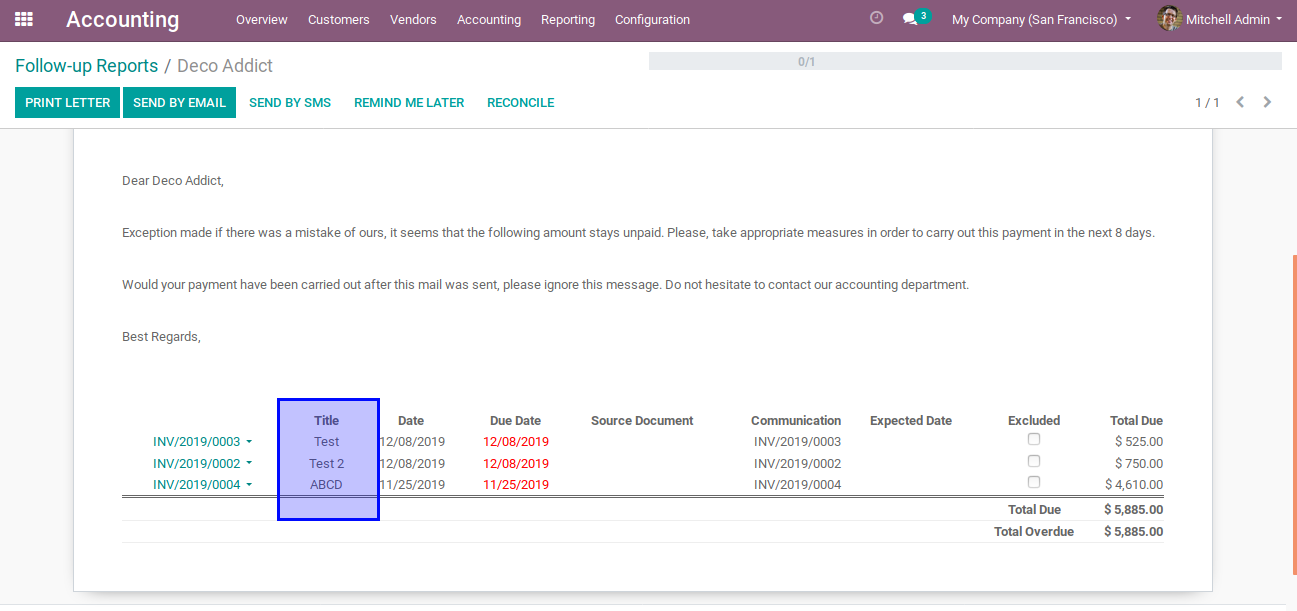 Accounting Overview Customers Vendors Accounting Reporting Configuration 3 My Company (San Francisco) Mitchell Admin
Follow-up Reports / Deco Addict 0/1
PRINT LETTER SEND BY EMAIL SEND BY SMS REMIND ME LATER RECONCILE 1 / 1
Dear Deco Addict,
Exception made if there was a mistake of ours, it seems that the following amount stays unpaid. Please, take appropriate measures in order to carry out this payment in the next 8 days.
Would your payment have been carried out after this mail was sent, please ignore this message. Do not hesitate to contact our accounting department.
Best Regards,
Title Date Due Date Source Document Communication Expected Date Excluded Total Due
INV/2019/0003 Test 12/08/2019 12/08/2019 INV/2019/0003 $ 525.00
INV/2019/0002 Test 2 12/08/2019 12/08/2019 INV/2019/0002 $ 750.00
INV/2019/0004 ABCD 11/25/2019 11/25/2019 INV/2019/0004 $ 4,610.00
Total Due $ 5,885.00
Total Overdue $ 5,885.00